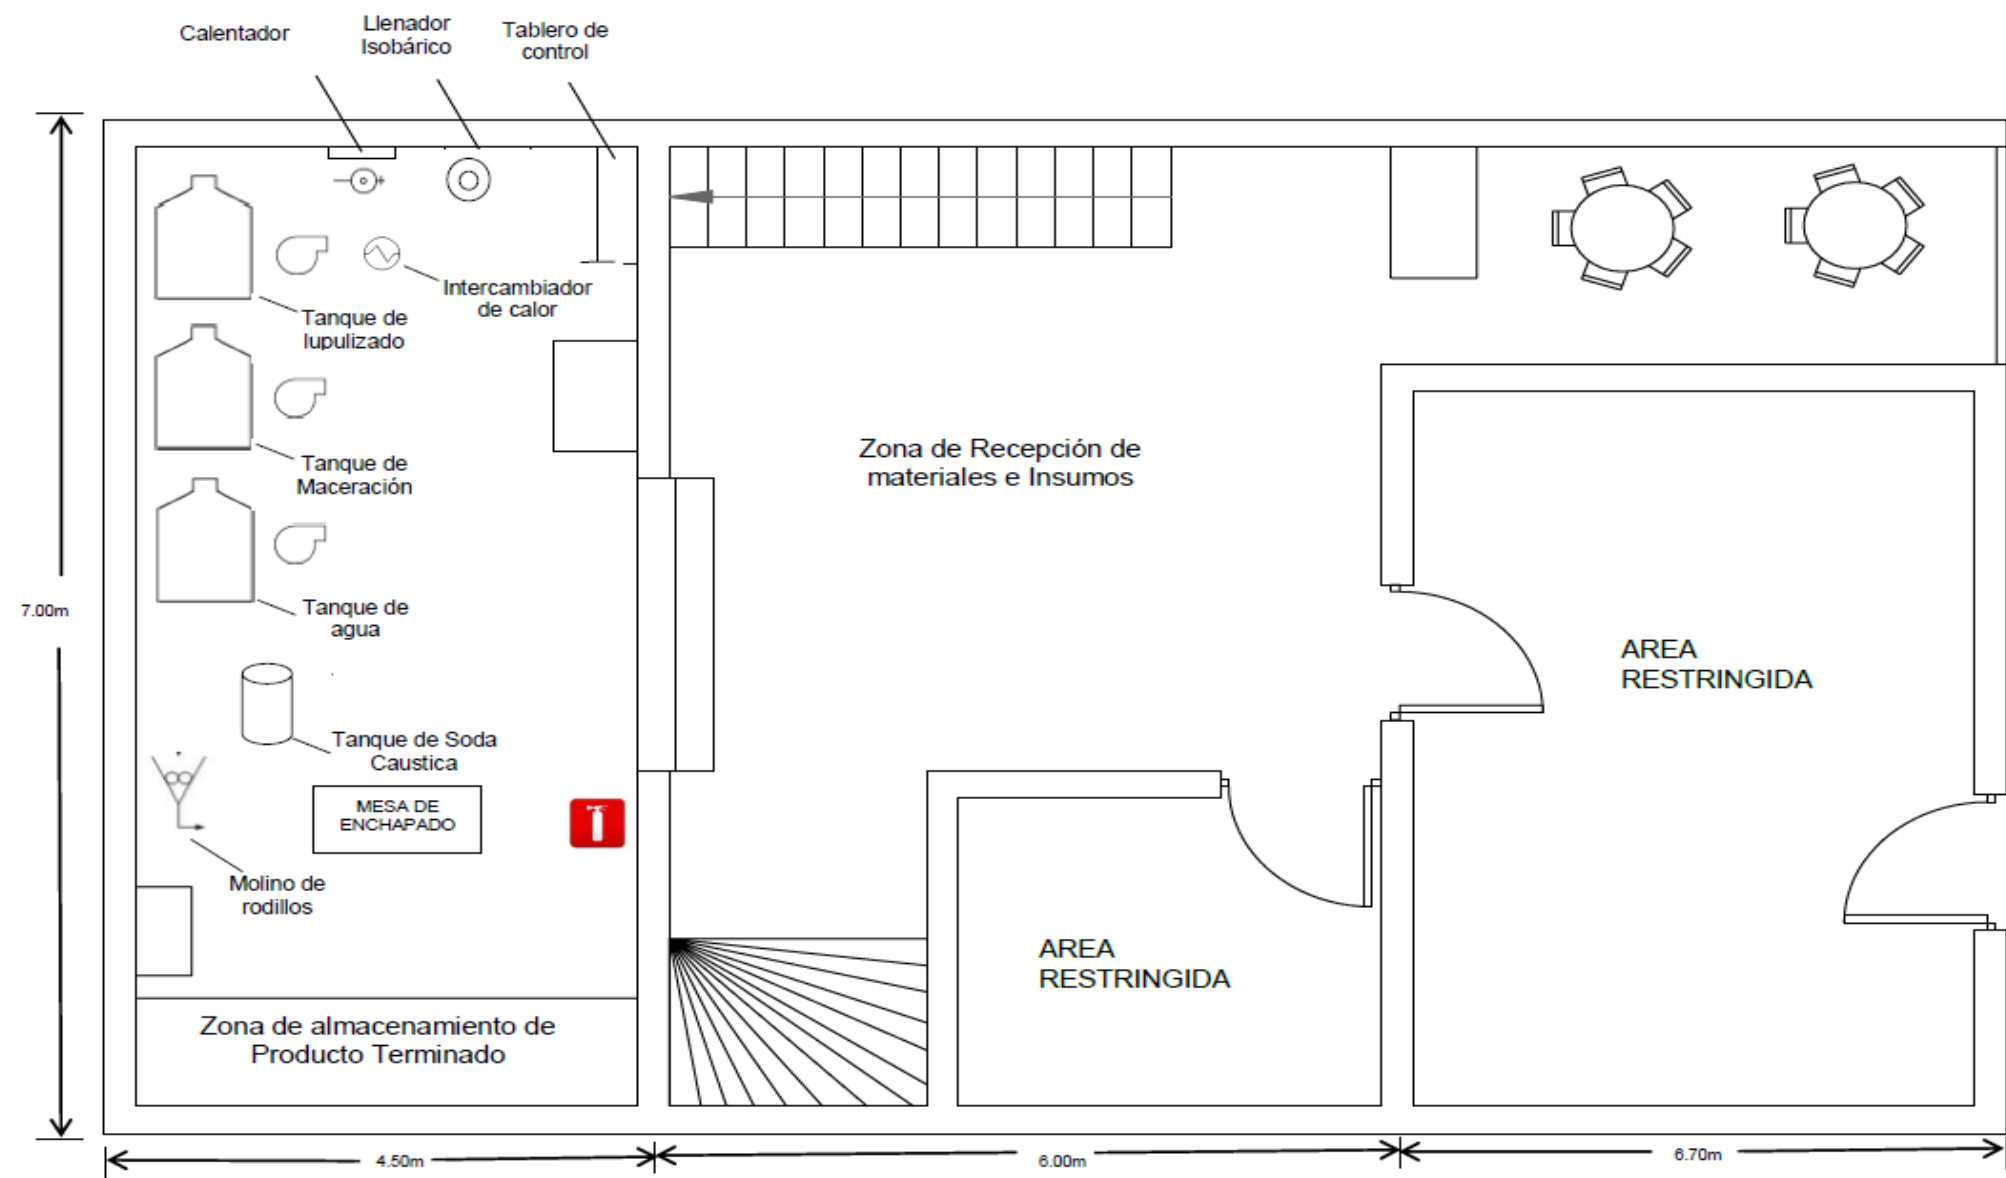 Calentador
Llenador
Isobárico
Tablero de
control
Intercambiador
de calor
Tanque de
lupulizado
Tanque de
Maceración
Zona de Recepción de
materiales e Insumos
7.00m
Tanque de
agua
AREA
RESTRINGIDA
Tanque de Soda
Caustica
MESA DE
ENCHAPADO
Molino de
rodillos
AREA
RESTRINGIDA
Zona de almacenamiento de
Producto Terminado
4.50m
6.00m
6.70m